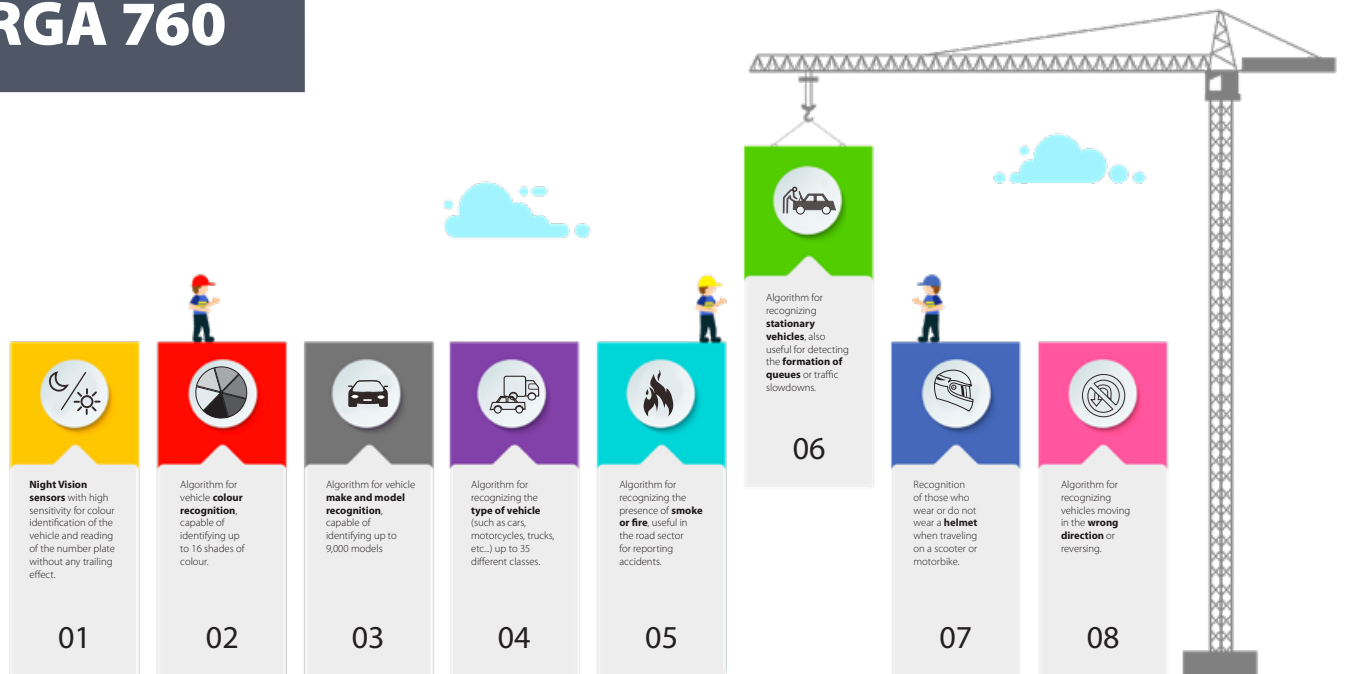 RGA 760
Night Vision
sensors with high
sensitivity for colour
identification of the
vehicle and reading
of the number plate
without any trailing
effect.
01
Algorithm for
vehicle colour
recognition,
capable of
identifying up
to 16 shades of
colour.
02
Algorithm for vehicle
make and model
recognition,
capable of
identifying up to
9,000 models
03
Algorithm for
recognizing the
type of vehicle
(such as cars,
motorcycles, trucks,
etc...) up to 35
different classes.
04
Algorithm for
recognizing the
presence of smoke
or fire, useful in
the road sector
for reporting
accidents.
05
Algorithm for
recognizing
stationary
vehicles, also
useful for detecting
the formation of
queues or traffic
slowdowns.
06
Recognition
of those who
wear or do not
wear a helmet
when traveling
on a scooter or
motorbike.
07
Algorithm for
recognizing
vehicles moving
in the wrong
direction or
reversing.
08